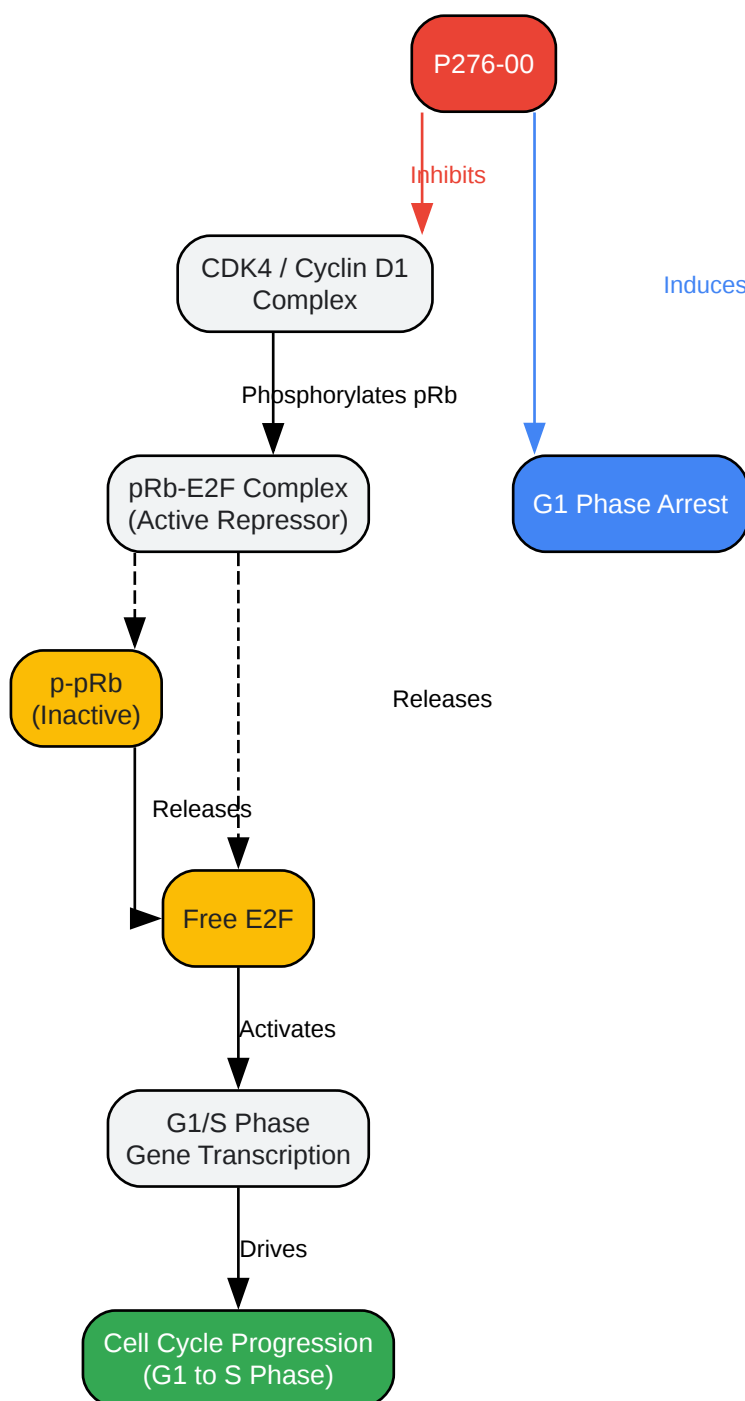 P276-00
Inhibits
Induces
CDK4 / Cyclin D1
Complex
Phosphorylates pRb
pRb-E2F Complex
(Active Repressor)
G1 Phase Arrest
p-pRb
(Inactive)
Releases
Releases
Free E2F
Activates
G1/S Phase
Gene Transcription
Drives
Cell Cycle Progression
(G1 to S Phase)